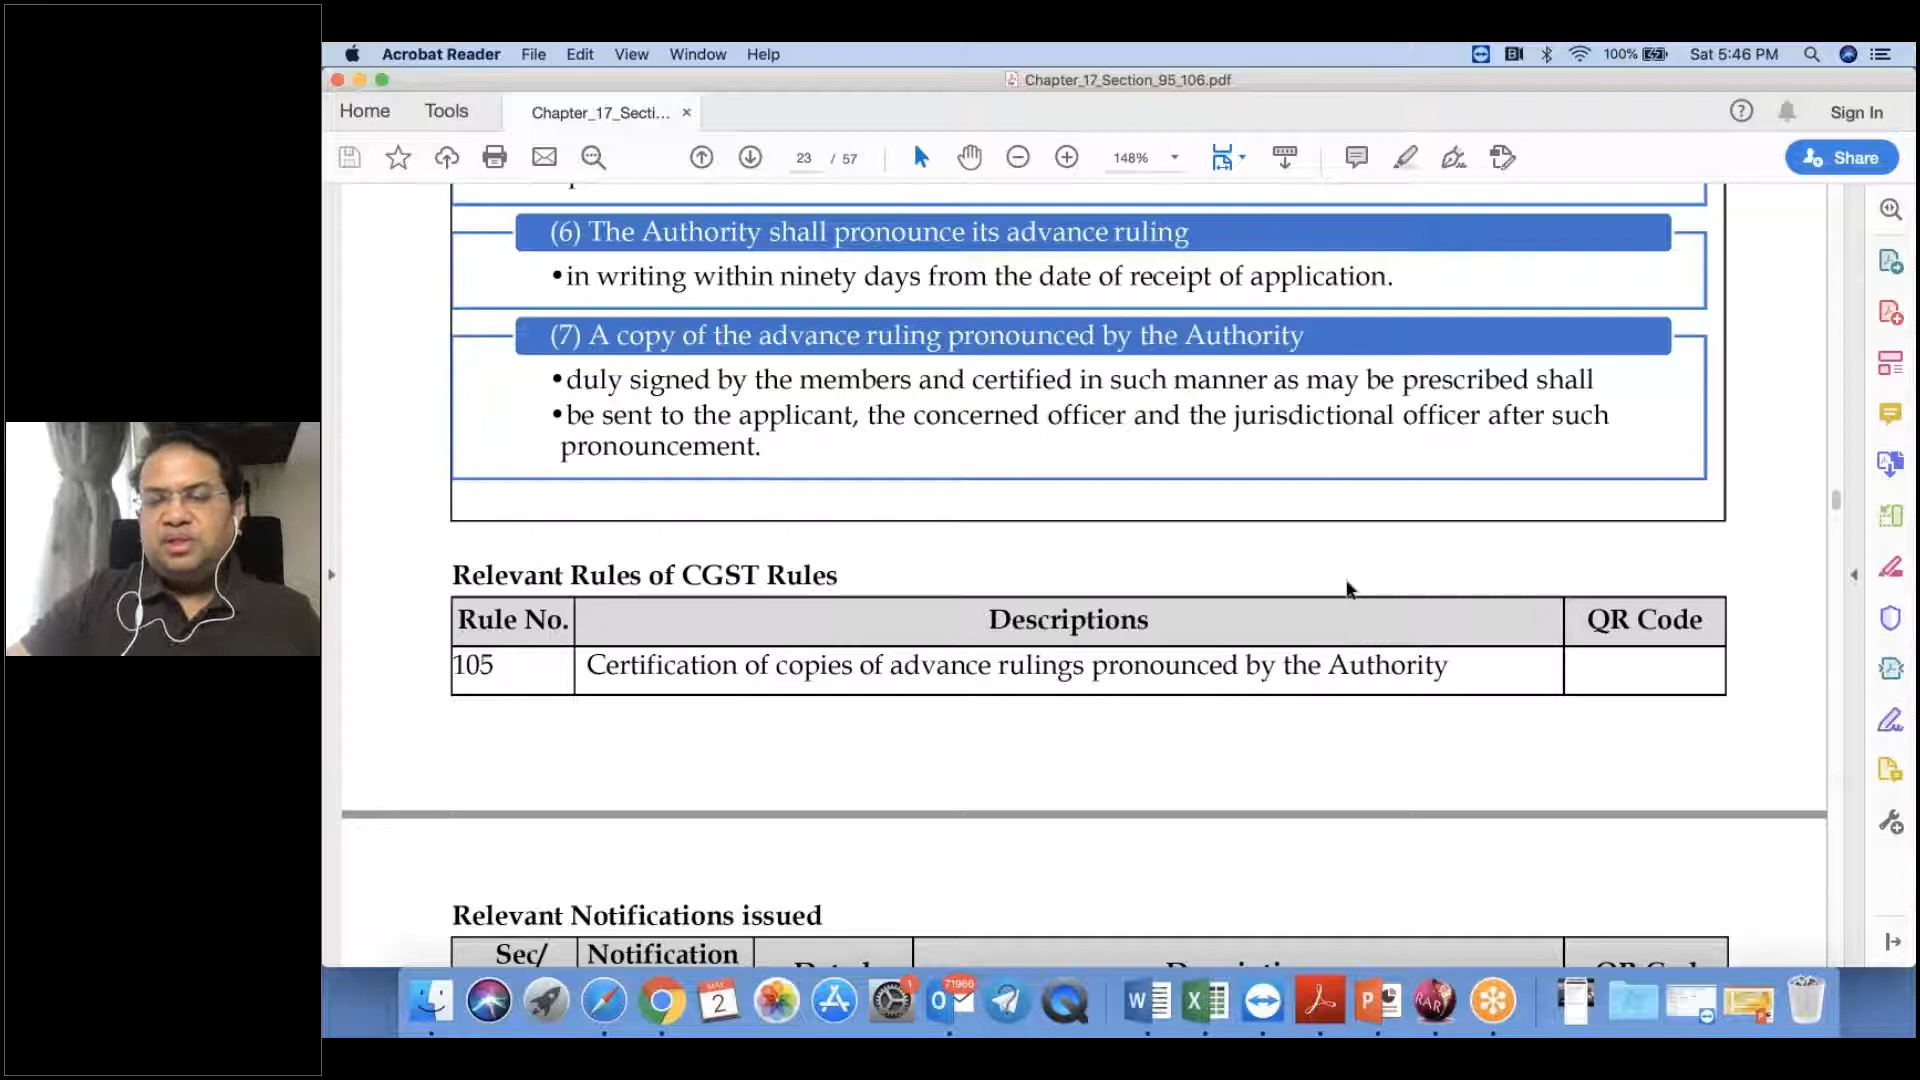 Acrobat Reader File Edit View Window Help 100% Sat 5:46 PM
Chapter_17_Section_95_106.pdf
Home Tools Chapter_17_Secti... × Sign In
23 / 57 148% Share
(6) The Authority shall pronounce its advance ruling
•in writing within ninety days from the date of receipt of application.
(7) A copy of the advance ruling pronounced by the Authority
•duly signed by the members and certified in such manner as may be prescribed shall
•be sent to the applicant, the concerned officer and the jurisdictional officer after such
pronouncement.
Relevant Rules of CGST Rules
Rule No. Descriptions QR Code
105 Certification of copies of advance rulings pronounced by the Authority
Relevant Notifications issued
Sec/ Notification
71966
MAY
2
1
RAR